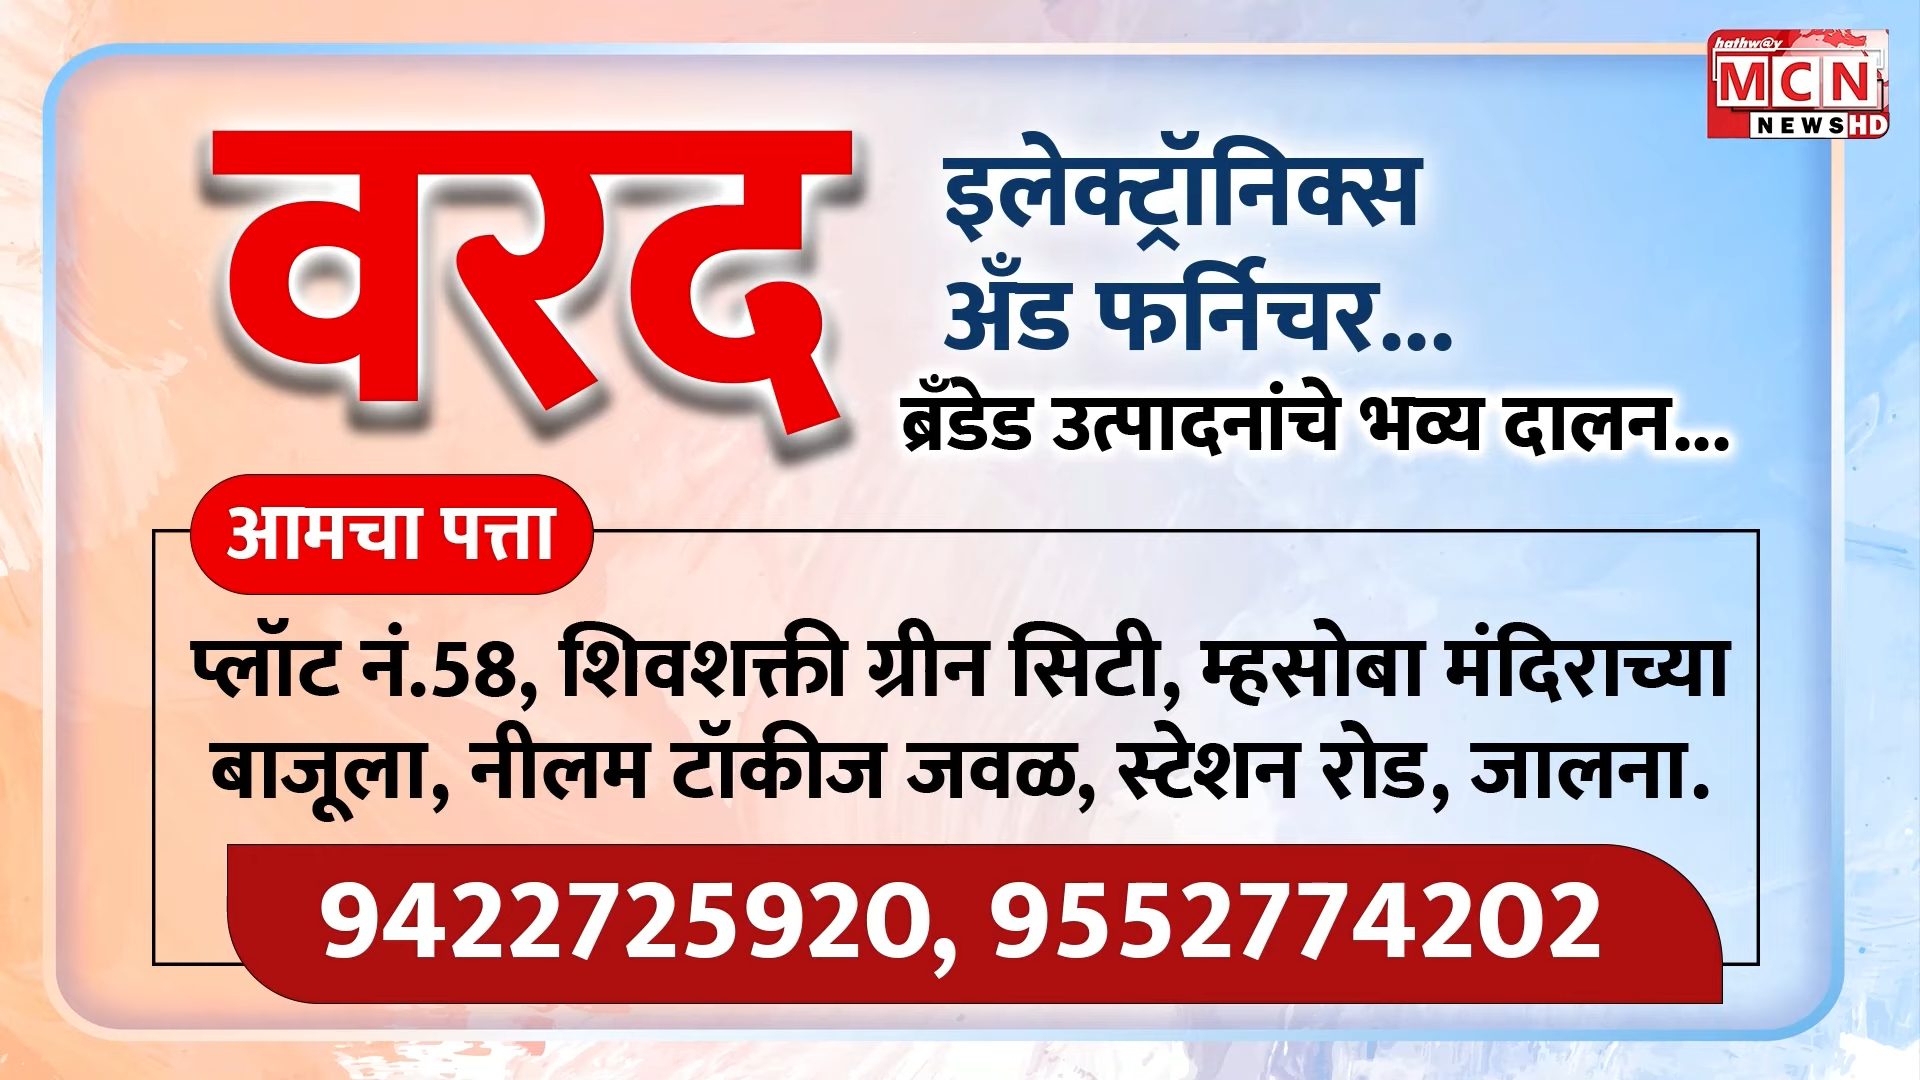 hathw@y
MCN
NEWS HD
वरद
इलेक्ट्रॉनिक्स
अँड फर्निचर...
ब्रँडेड उत्पादनांचे भव्य दालन...
आमचा पत्ता
प्लॉट नं.58, शिवशक्ती ग्रीन सिटी, म्हसोबा मंदिराच्या
बाजूला, नीलम टॉकीज जवळ, स्टेशन रोड, जालना.
9422725920, 9552774202